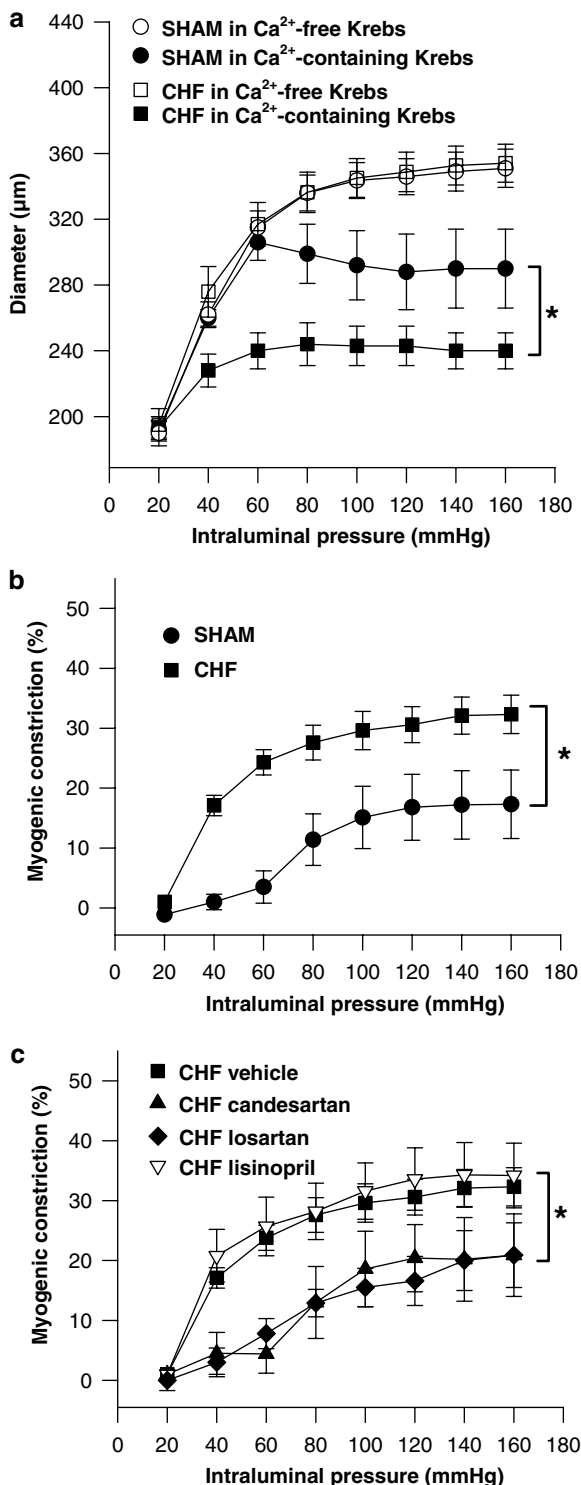 a
SHAM in Ca²⁺-free Krebs
SHAM in Ca²⁺-containing Krebs
CHF in Ca²⁺-free Krebs
CHF in Ca²⁺-containing Krebs
440
400
360
320
280
240
200
Diameter (µm)
*
0 20 40 60 80 100 120 140 160 180
Intraluminal pressure (mmHg)
b
SHAM
CHF
50
40
30
20
10
0
Myogenic constriction (%)
*
0 20 40 60 80 100 120 140 160 180
Intraluminal pressure (mmHg)
c
CHF vehicle
CHF candesartan
CHF losartan
CHF lisinopril
50
40
30
20
10
0
Myogenic constriction (%)
*
0 20 40 60 80 100 120 140 160 180
Intraluminal pressure (mmHg)